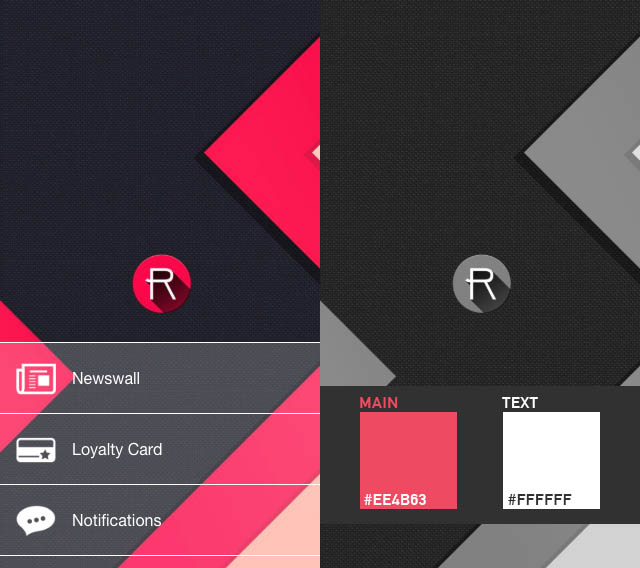 R
Newswall
Loyalty Card
Notifications
R
MAIN
TEXT
#EE4B63
#FFFFFF